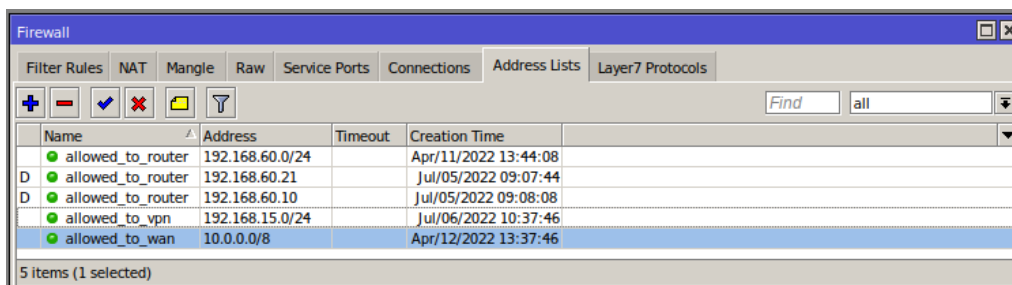 Firewall
Filter Rules NAT Mangle Raw Service Ports Connections Address Lists Layer7 Protocols
Find all
Name Address Timeout Creation Time
allowed_to_router 192.168.60.0/24 Apr/11/2022 13:44:08
D allowed_to_router 192.168.60.21 Jul/05/2022 09:07:44
D allowed_to_router 192.168.60.10 Jul/05/2022 09:08:08
allowed_to_vpn 192.168.15.0/24 Jul/06/2022 10:37:46
allowed_to_wan 10.0.0.0/8 Apr/12/2022 13:37:46
5 items (1 selected)